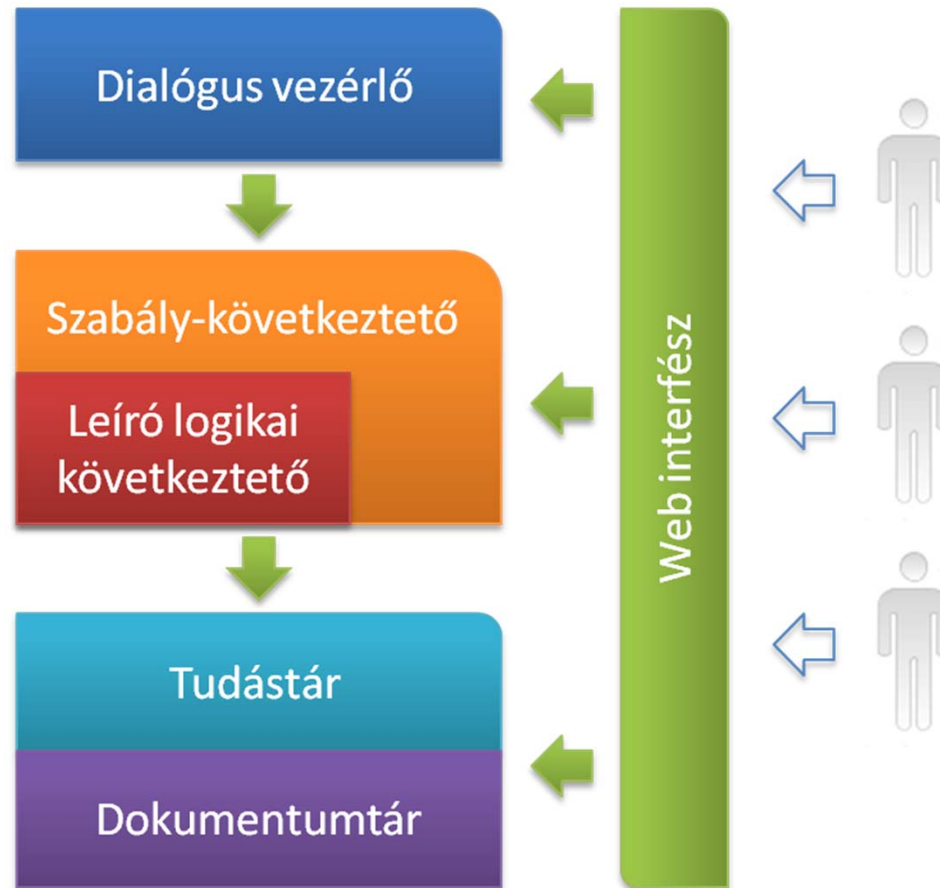 Dialógus vezérlő
Szabály-következtető
Leíró logikai
következtető
Tudástár
Dokumentumtár
Web interfész